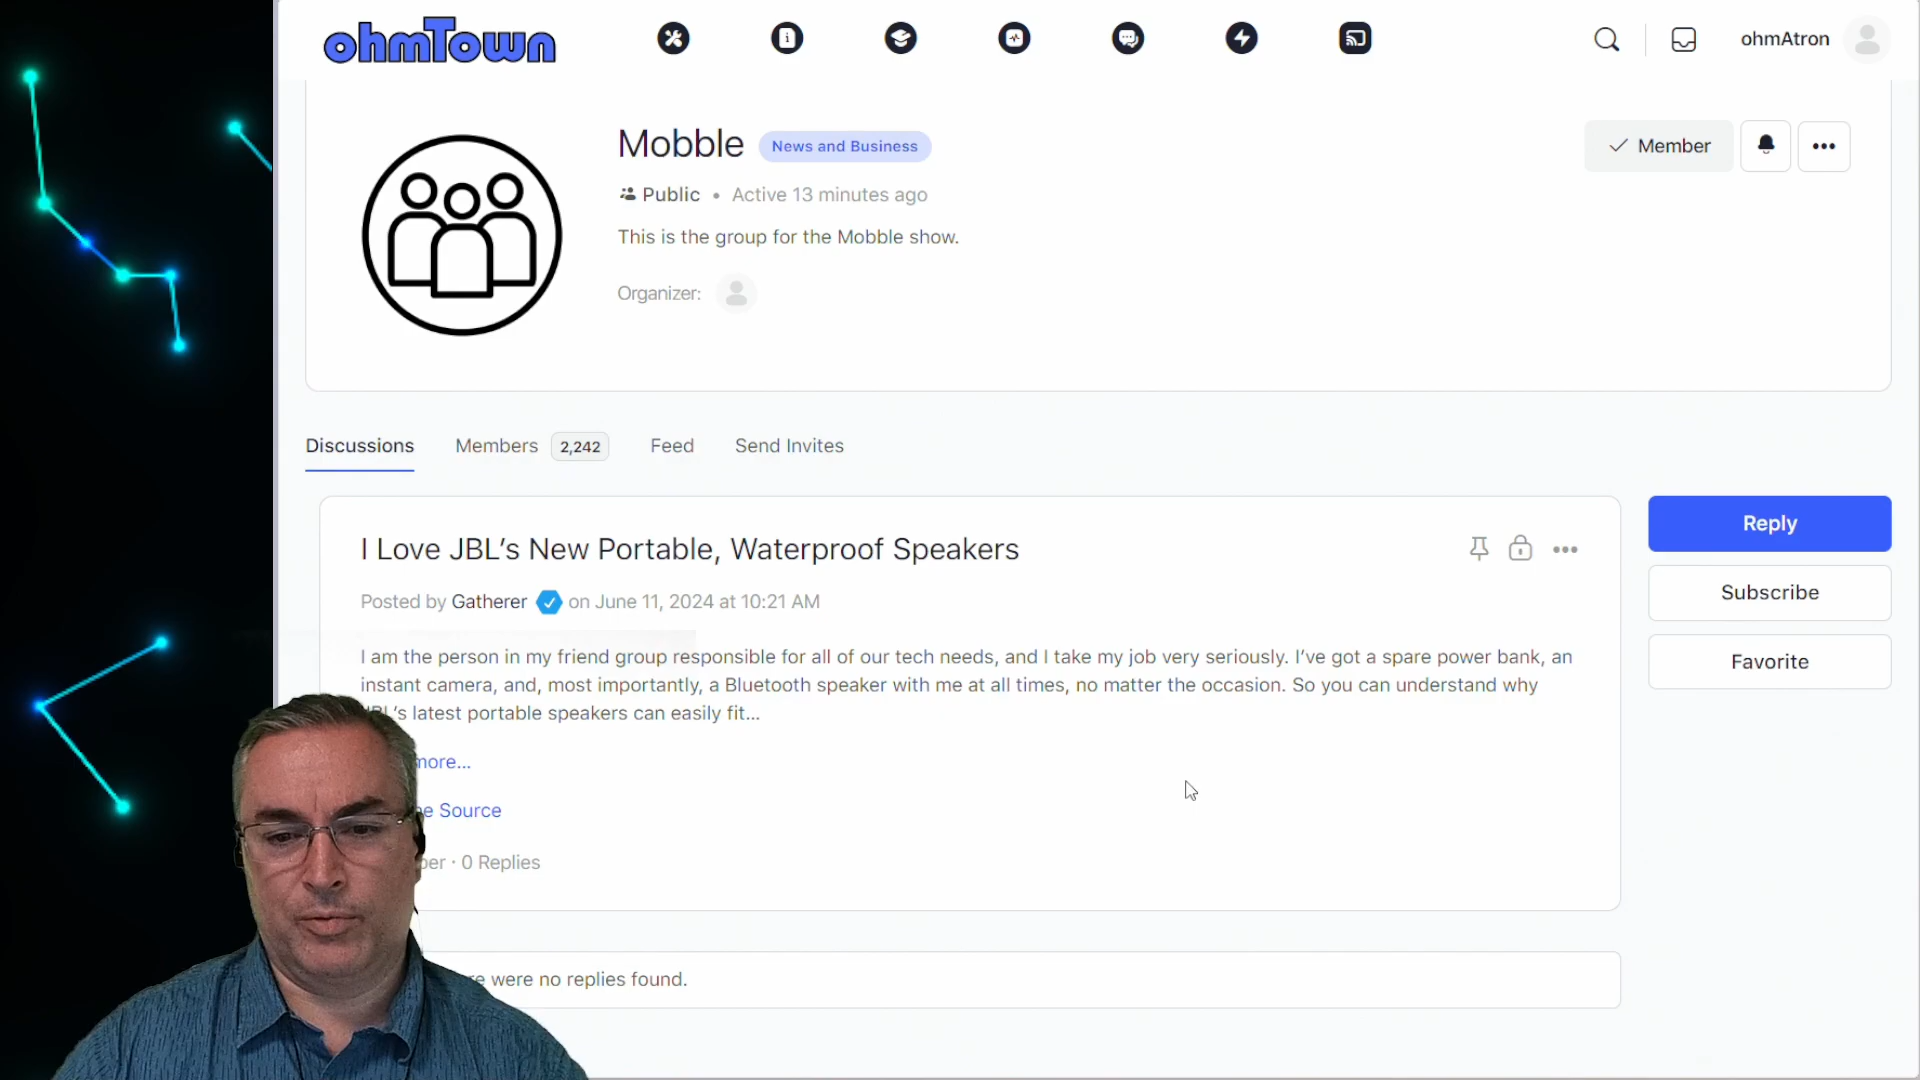 ohmTown
ohmAtron
Mobble News and Business
Member
Public • Active 13 minutes ago
This is the group for the Mobble show.
Organizer:
Discussions Members 2,242 Feed Send Invites
I Love JBL’s New Portable, Waterproof Speakers
Posted by Gatherer on June 11, 2024 at 10:21 AM
I am the person in my friend group responsible for all of our tech needs, and I take my job very seriously. I’ve got a spare power bank, an
instant camera, and, most importantly, a Bluetooth speaker with me at all times, no matter the occasion. So you can understand why
JBL’s latest portable speakers can easily fit...
more...
Source
· 0 Replies
were no replies found.
Reply
Subscribe
Favorite